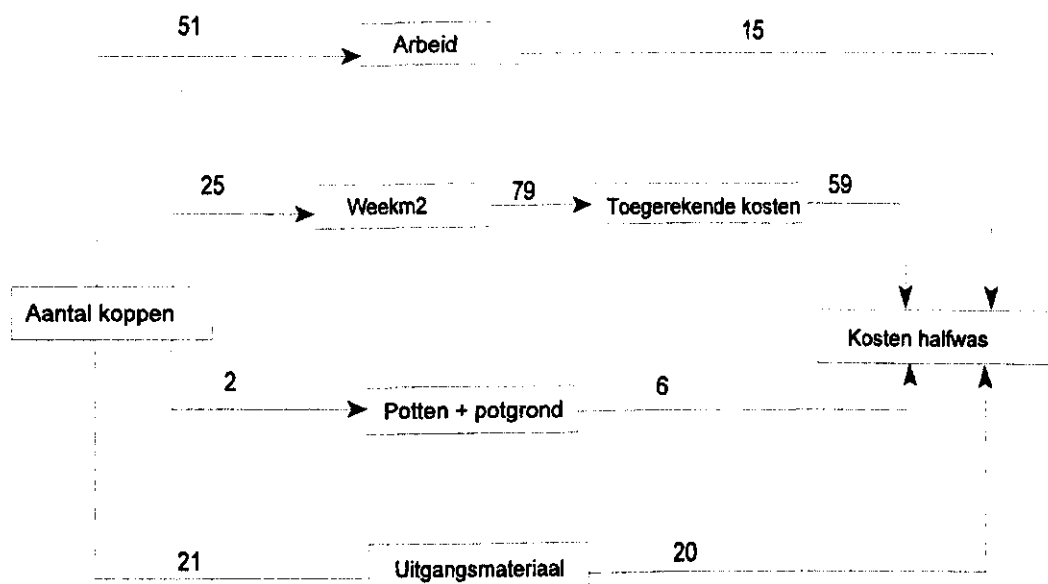 51 Arbeid 15
25 Weekm2 79 Toegerekende kosten 59
Aantal koppen
Kosten halfwas
2 Potten + potgrond 6
21 Uitgangsmateriaal 20